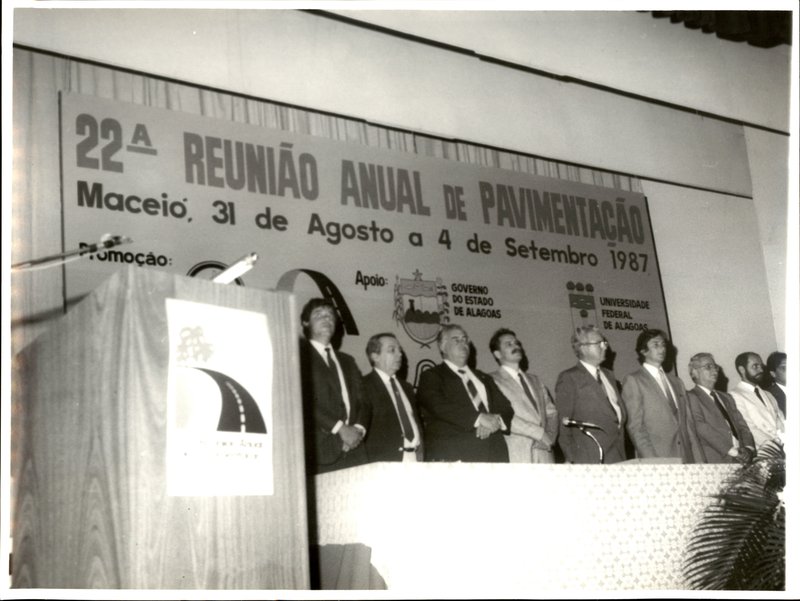 22ª REUNIÃO ANUAL DE PAVIMENTAÇÃO
Maceió, 31 de Agosto a 4 de Setembro 1987
Promoção:
Apoio:
GOVERNO
DO ESTADO
DE ALAGOAS
UNIVERSIDADE
FEDERAL
DE ALAGOAS